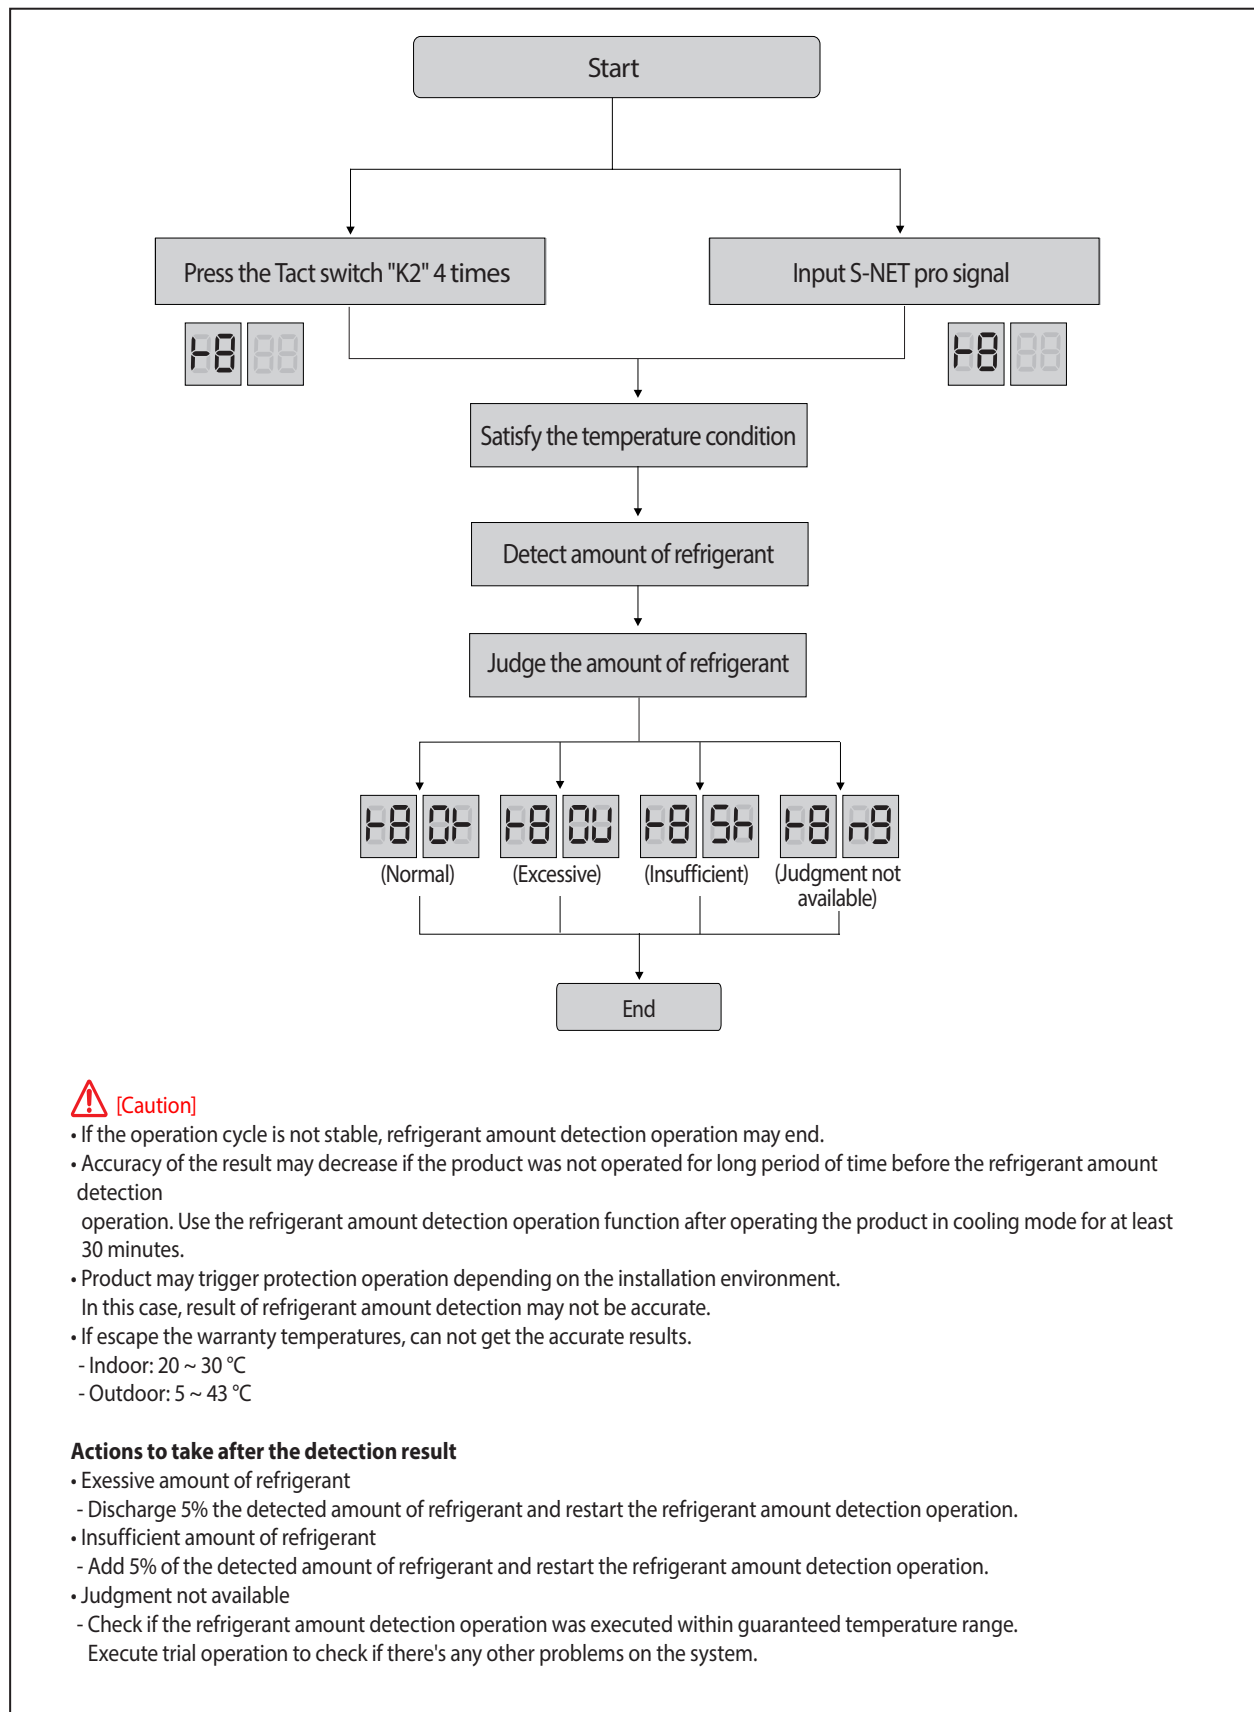 Start
Press the Tact switch "K2" 4 times
Input S-NET pro signal
Satisfy the temperature condition
Detect amount of refrigerant
Judge the amount of refrigerant
(Normal)
(Excessive)
(Insufficient)
(Judgment not
available)
End
[Caution]
• If the operation cycle is not stable, refrigerant amount detection operation may end.
• Accuracy of the result may decrease if the product was not operated for long period of time before the refrigerant amount
detection
operation. Use the refrigerant amount detection operation function after operating the product in cooling mode for at least
30 minutes.
• Product may trigger protection operation depending on the installation environment.
In this case, result of refrigerant amount detection may not be accurate.
• If escape the warranty temperatures, can not get the accurate results.
- Indoor: 20 ~ 30 °C
- Outdoor: 5 ~ 43 °C
Actions to take after the detection result
• Exessive amount of refrigerant
- Discharge 5% the detected amount of refrigerant and restart the refrigerant amount detection operation.
• Insufficient amount of refrigerant
- Add 5% of the detected amount of refrigerant and restart the refrigerant amount detection operation.
• Judgment not available
- Check if the refrigerant amount detection operation was executed within guaranteed temperature range.
Execute trial operation to check if there's any other problems on the system.